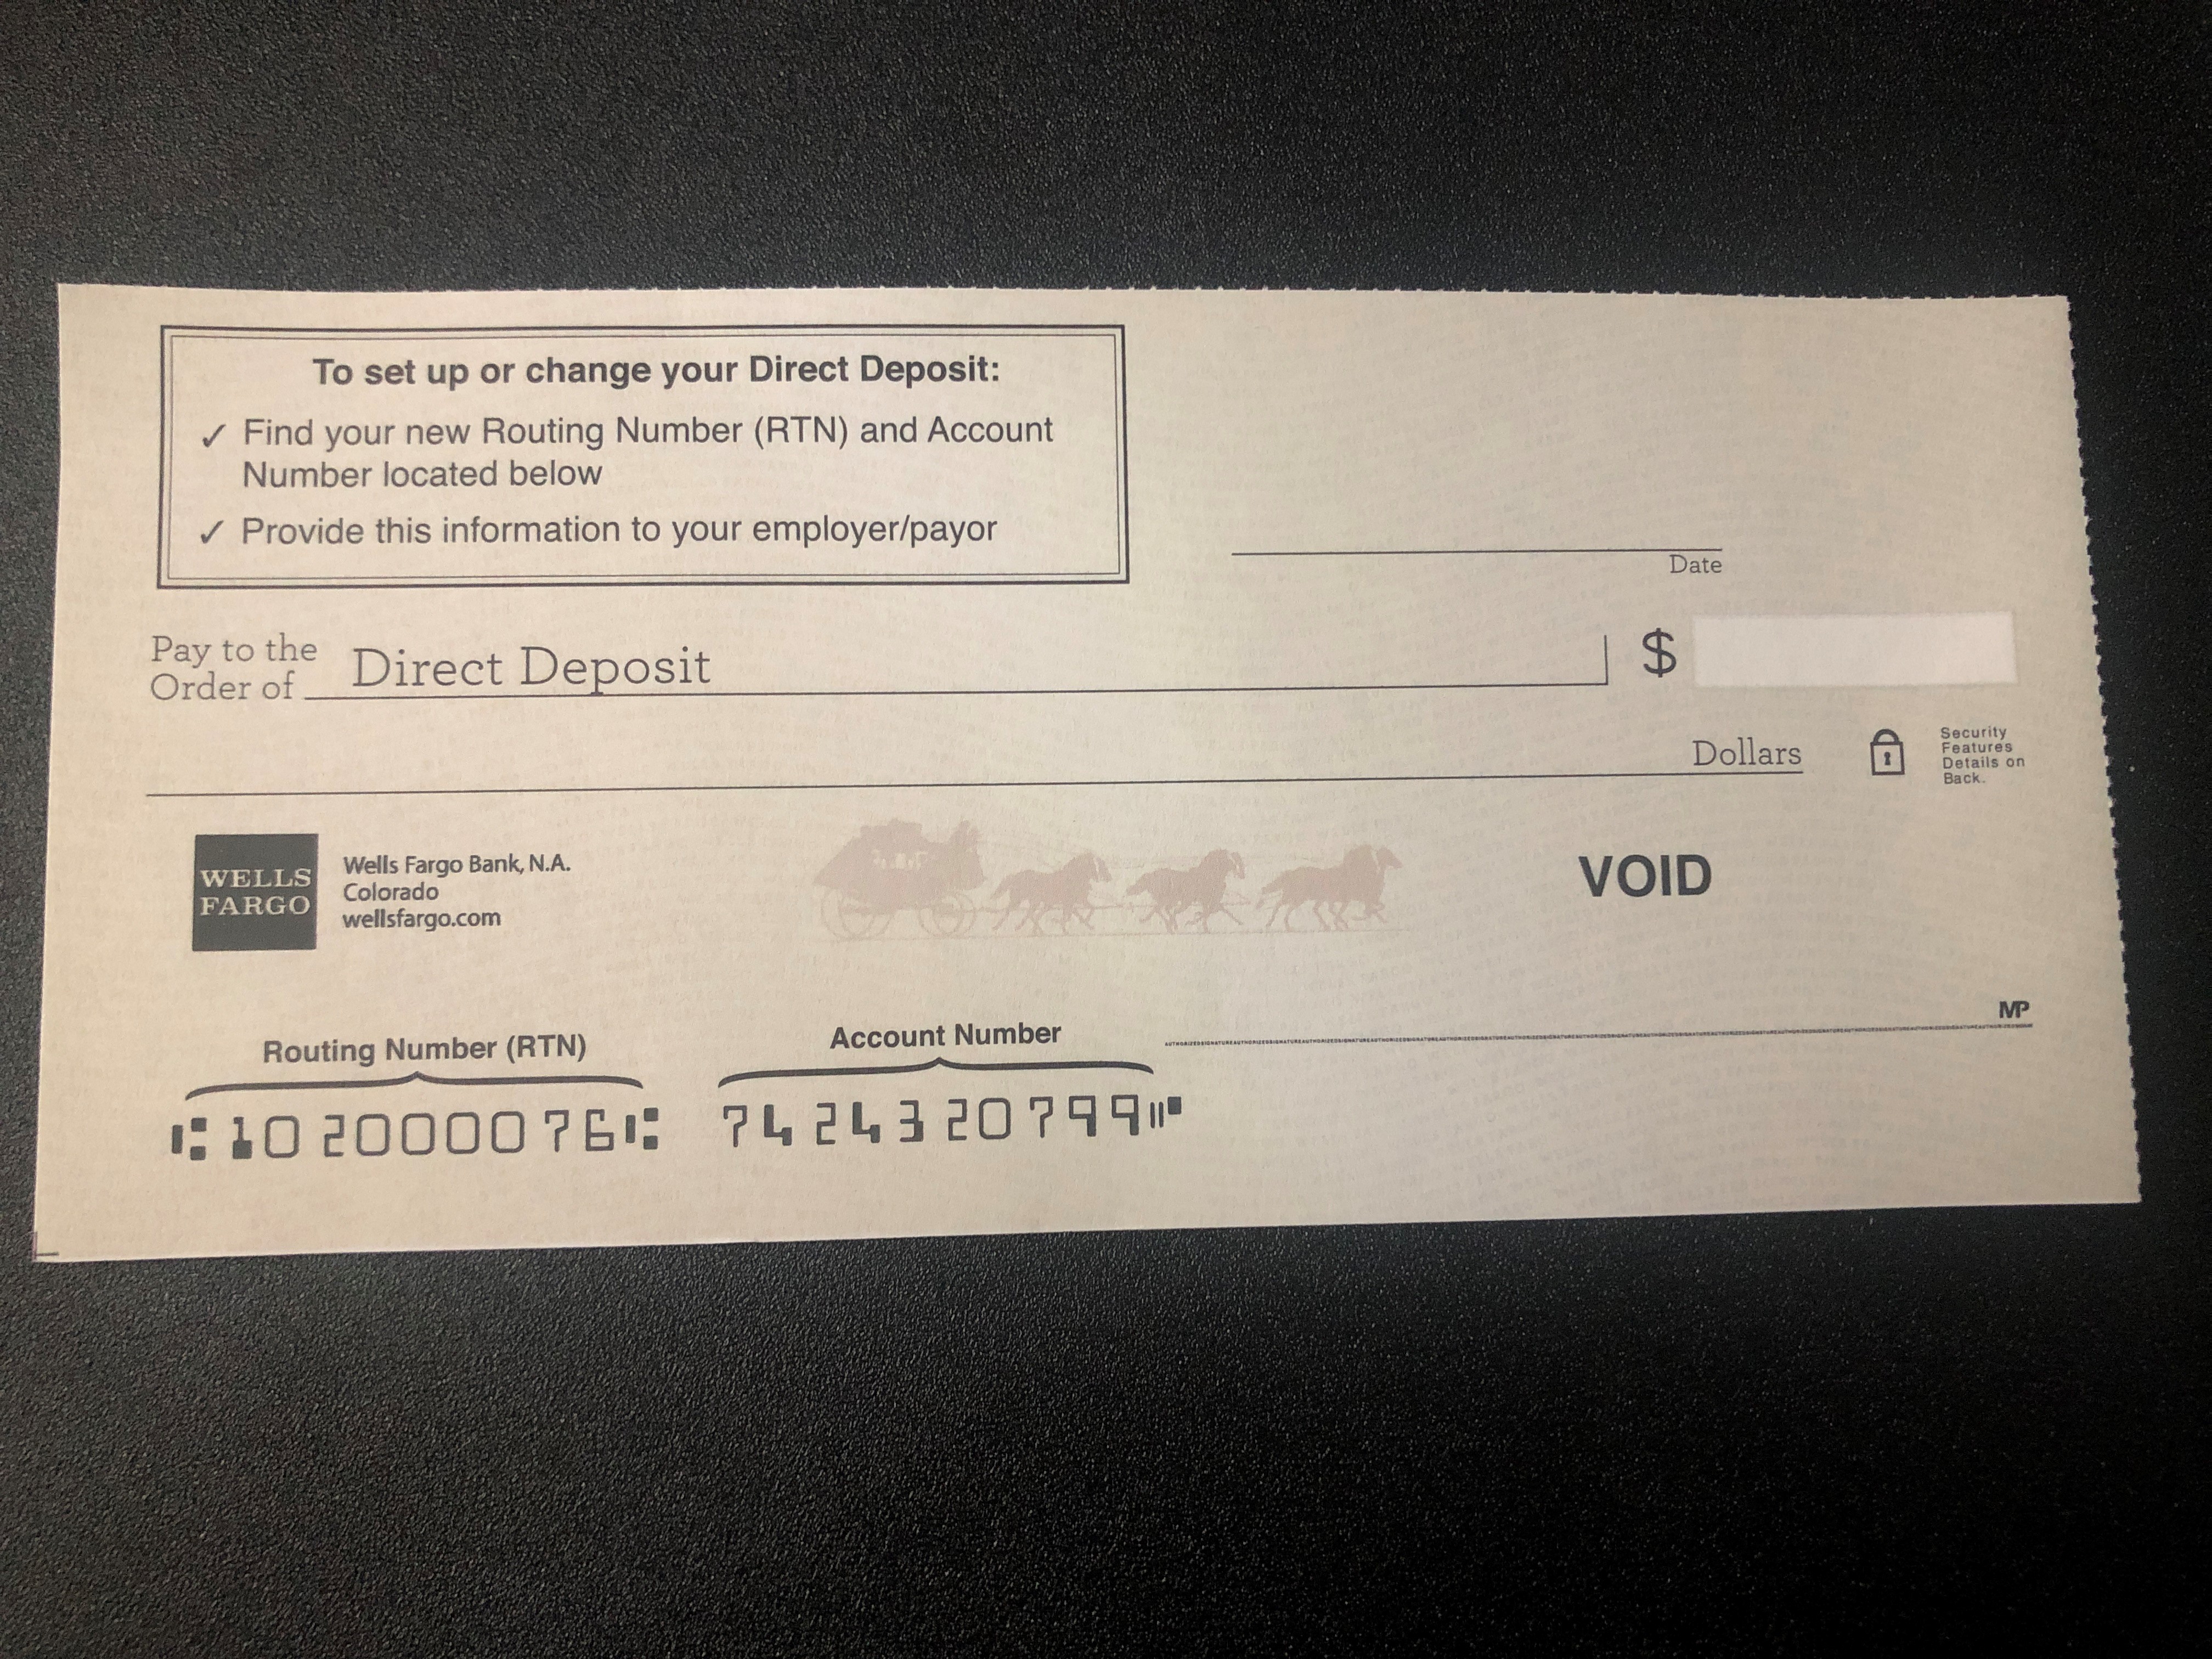 To set up or change your Direct Deposit:
✓ Find your new Routing Number (RTN) and Account
Number located below
✓ Provide this information to your employer/payor
Date
Pay to the
Order of Direct Deposit $
Dollars
Security
Features
Details on
Back.
WELLS
FARGO
Wells Fargo Bank, N.A.
Colorado
wellsfargo.com
VOID
MP
AUTHORIZEDSIGNATUREAUTHORIZEDSIGNATUREAUTHORIZEDSIGNATURE
Routing Number (RTN) Account Number
⑆102000076⑆ 7424320799⑈